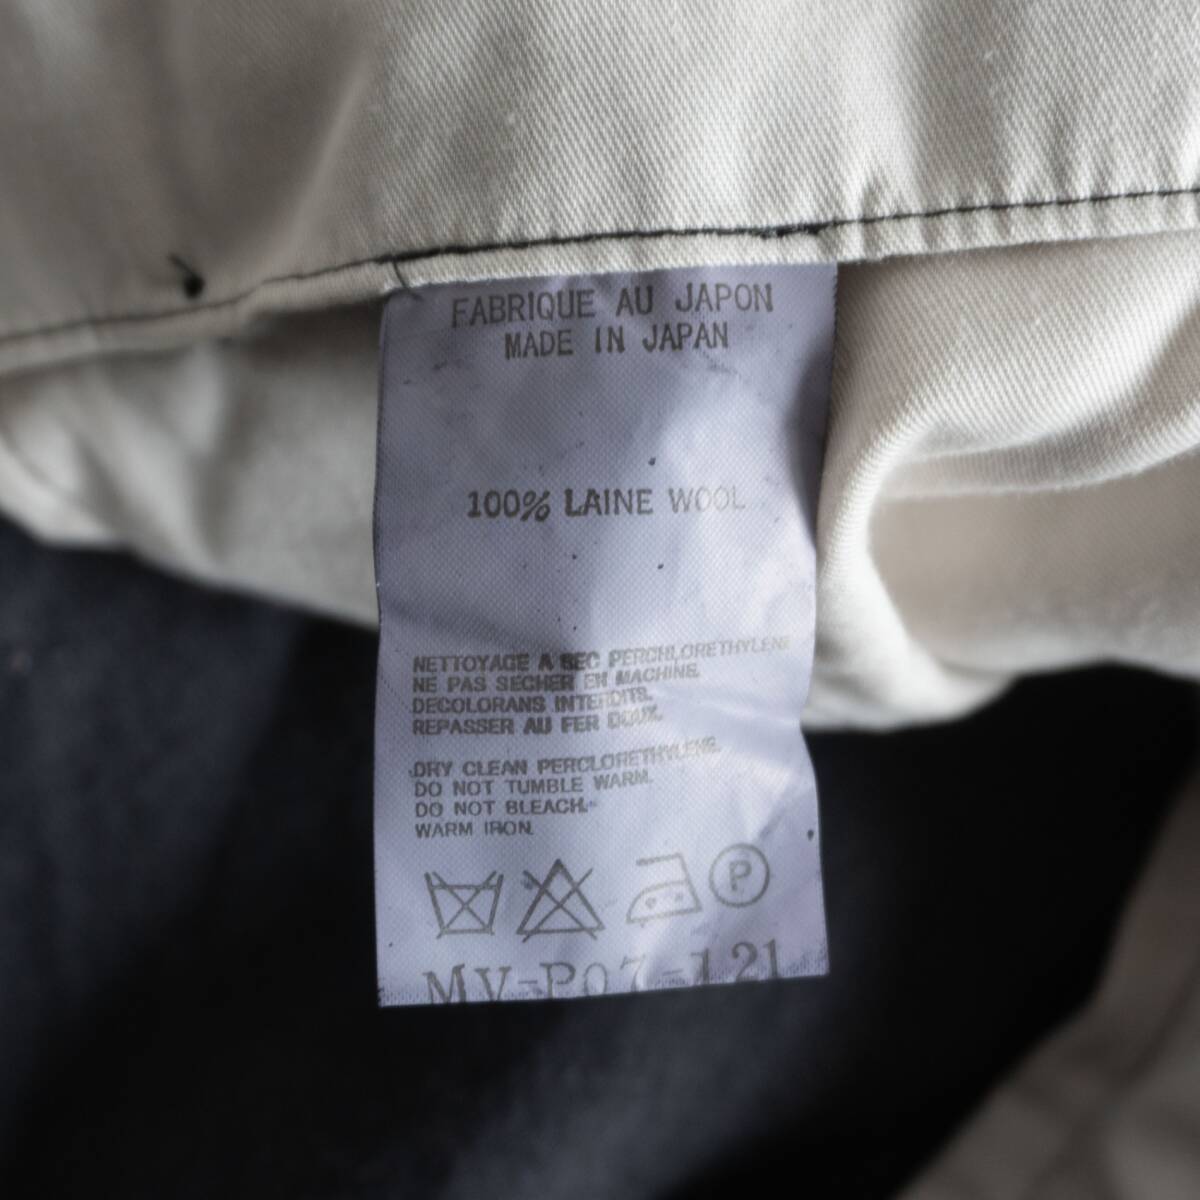 FABRIQUE AU JAPON
MADE IN JAPAN
100% LAINE WOOL
NETTOYAGE A SEC PERCHLORETHYLENE
NE PAS SECHER EN MACHINE.
DECOLORANS INTERDITS.
REPASSER AU FER DOUX.
DRY CLEAN PERCLORETHYLENE.
DO NOT TUMBLE WARM.
DO NOT BLEACH.
WARM IRON.
P
MV-P07-121